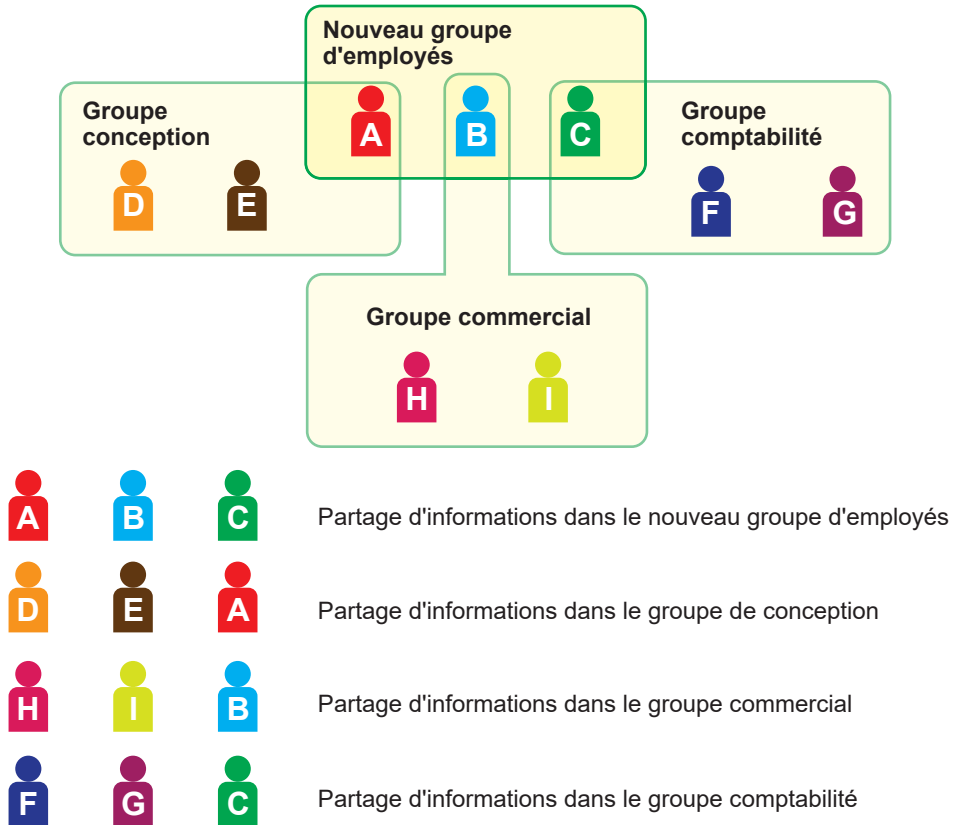 Nouveau groupe
d'employés
Groupe
conception
A
B
C
Groupe
comptabilité
D
E
F
G
Groupe commercial
H
I
A B C Partage d'informations dans le nouveau groupe d'employés
D E A Partage d'informations dans le groupe de conception
H I B Partage d'informations dans le groupe commercial
F G C Partage d'informations dans le groupe comptabilité